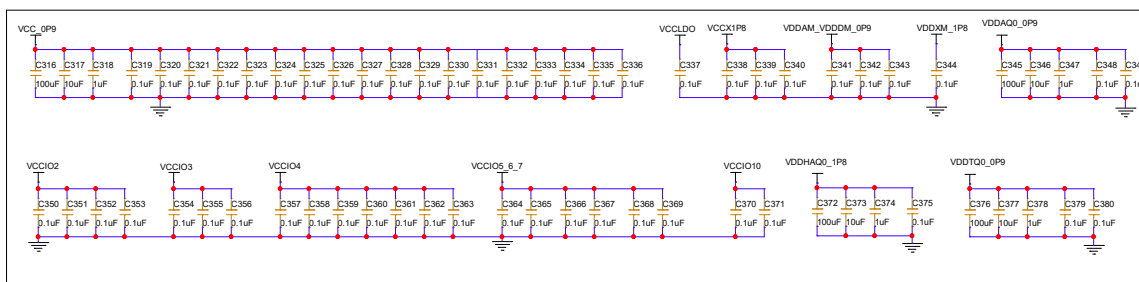 VCC_0P9
VCCLDO
VCCX1P8
VDDAM_VDDDM_0P9
VDDXM_1P8
VDDAQ0_0P9
C316 C317 C318 C319 C320 C321 C322 C323 C324 C325 C326 C327 C328 C329 C330 C331 C332 C333 C334 C335 C336 C337 C338 C339 C340 C341 C342 C343 C344 C345 C346 C347 C348
100uF 10uF 1uF 0.1uF 0.1uF 0.1uF 0.1uF 0.1uF 0.1uF 0.1uF 0.1uF 0.1uF 0.1uF 0.1uF 0.1uF 0.1uF 0.1uF 0.1uF 0.1uF 0.1uF 0.1uF 0.1uF 0.1uF 0.1uF 0.1uF 0.1uF 0.1uF 0.1uF 0.1uF 100uF 10uF 1uF 0.1uF
VCCIO2
VCCIO3
VCCIO4
VCCIO5_6_7
VCCIO10
VDDHAQ0_1P8
VDDTQ0_0P9
C350 C351 C352 C353 C354 C355 C356 C357 C358 C359 C360 C361 C362 C363 C364 C365 C366 C367 C368 C369 C370 C371 C372 C373 C374 C375 C376 C377 C378 C379 C380
0.1uF 0.1uF 0.1uF 0.1uF 0.1uF 0.1uF 0.1uF 0.1uF 0.1uF 0.1uF 0.1uF 0.1uF 0.1uF 0.1uF 0.1uF 0.1uF 0.1uF 0.1uF 0.1uF 0.1uF 0.1uF 0.1uF 100uF 10uF 1uF 0.1uF 100uF 10uF 1uF 0.1uF 0.1uF